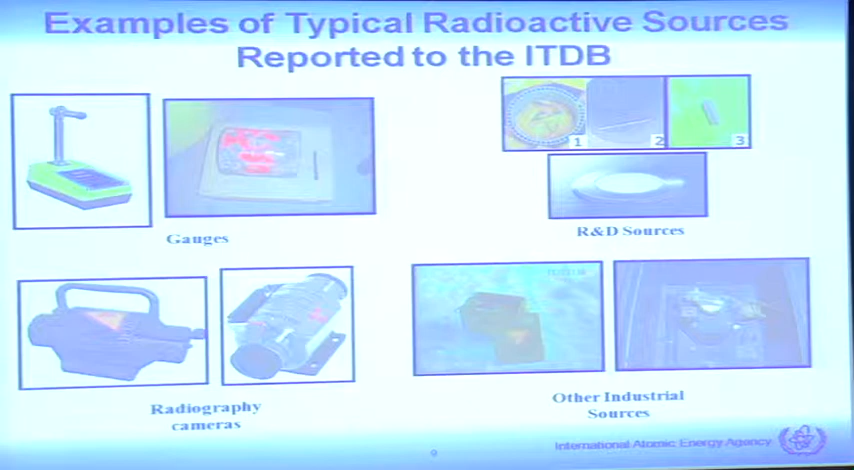 Examples of Typical Radioactive Sources
Reported to the ITDB
1
2
3
Gauges
R&D Sources
Radiography
cameras
Other Industrial
Sources
9
International Atomic Energy Agency